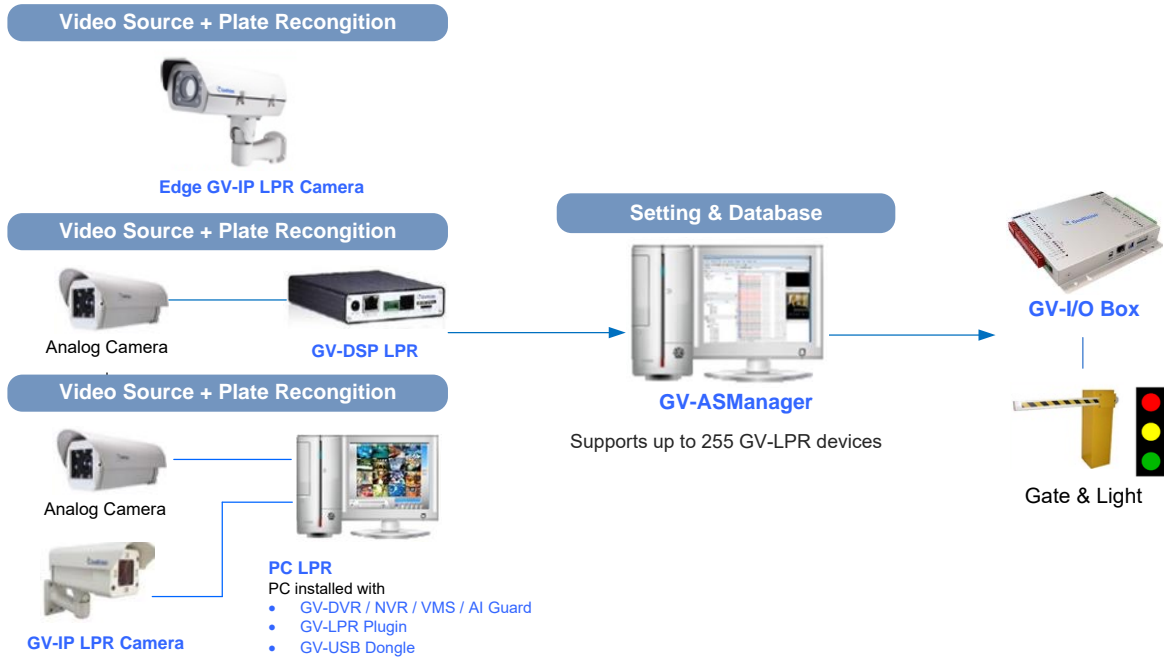 Video Source + Plate Recongition
Edge GV-IP LPR Camera
Video Source + Plate Recongition
Analog Camera
GV-DSP LPR
Video Source + Plate Recongition
Analog Camera
GV-IP LPR Camera
PC LPR
PC installed with
• GV-DVR / NVR / VMS / AI Guard
• GV-LPR Plugin
• GV-USB Dongle
Setting & Database
GV-ASManager
Supports up to 255 GV-LPR devices
GV-I/O Box
Gate & Light